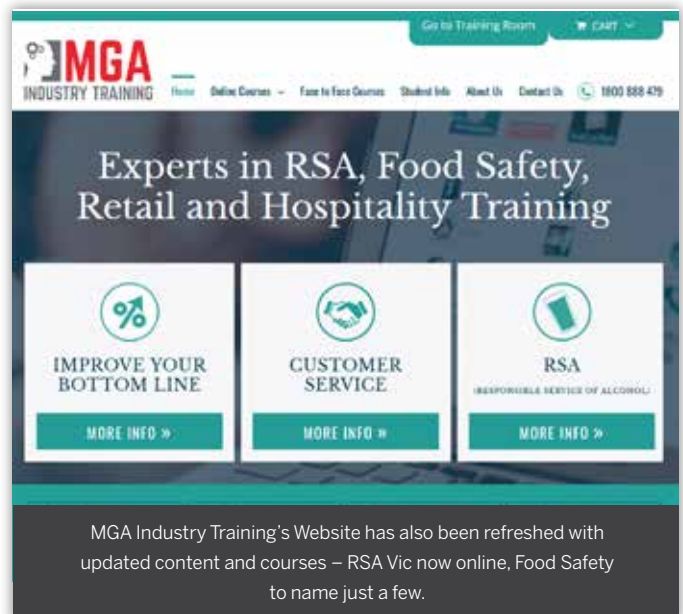 Go to Training Room
CART
MGA
INDUSTRY TRAINING
Home Online Courses Face to Face Courses Student Info About Us Contact Us 1800 888 479
Experts in RSA, Food Safety,
Retail and Hospitality Training
%
IMPROVE YOUR
BOTTOM LINE
MORE INFO »
CUSTOMER
SERVICE
MORE INFO »
RSA
(RESPONSIBLE SERVICE OF ALCOHOL)
MORE INFO »
MGA Industry Training's Website has also been refreshed with
updated content and courses – RSA Vic now online, Food Safety
to name just a few.